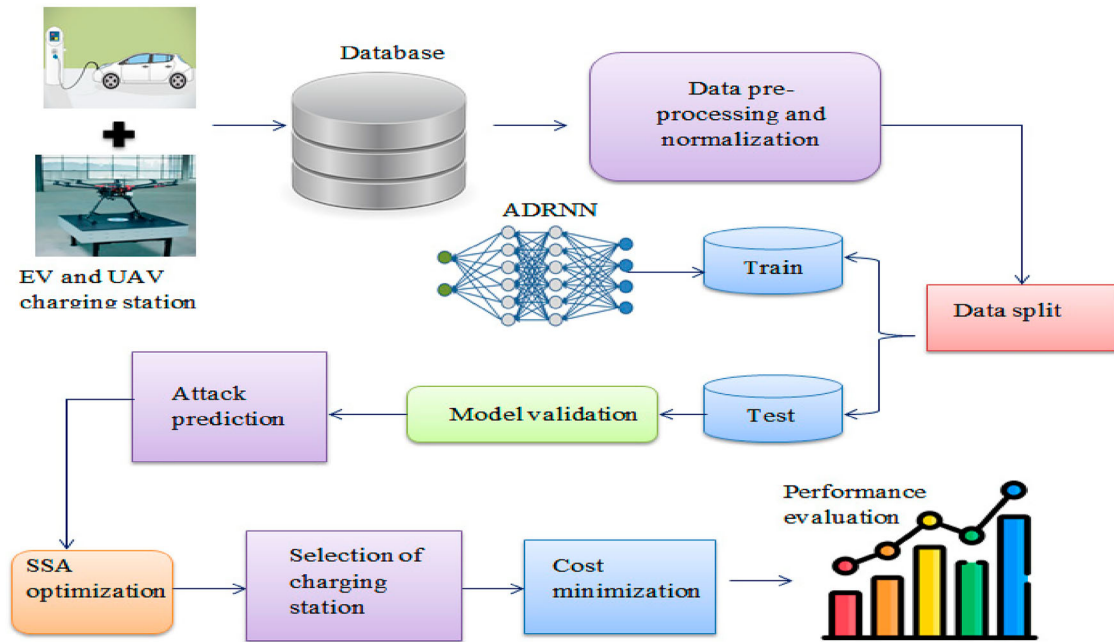 Database
Data pre-
processing and
normalization
EV and UAV
charging station
ADRNN
Train
Data split
Attack
prediction
Model validation
Test
SSA
optimization
Selection of
charging
station
Cost
minimization
Performance
evaluation